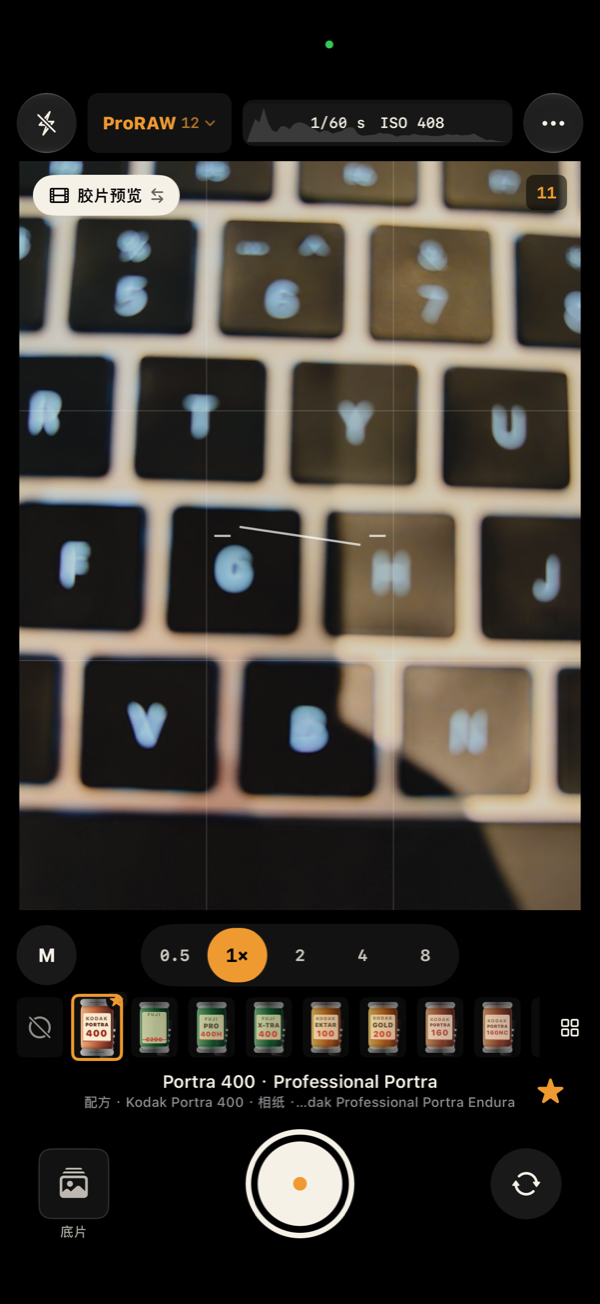 ProRAW 12
1/60 s ISO 408
胶片预览
11
5
^
6
&
7
R
T
Y
U
F
G
H
J
V
B
N
M
0.5
1×
2
4
8
KODAK
PORTRA
400
FUJI
FUJI
PRO
400H
FUJI
X-TRA
400
KODAK
EKTAR
100
KODAK
GOLD
200
KODAK
PORTRA
160
KODAK
PORTRA
160NC
Portra 400 · Professional Portra
配方 · Kodak Portra 400 · 相纸 ·...dak Professional Portra Endura
底片